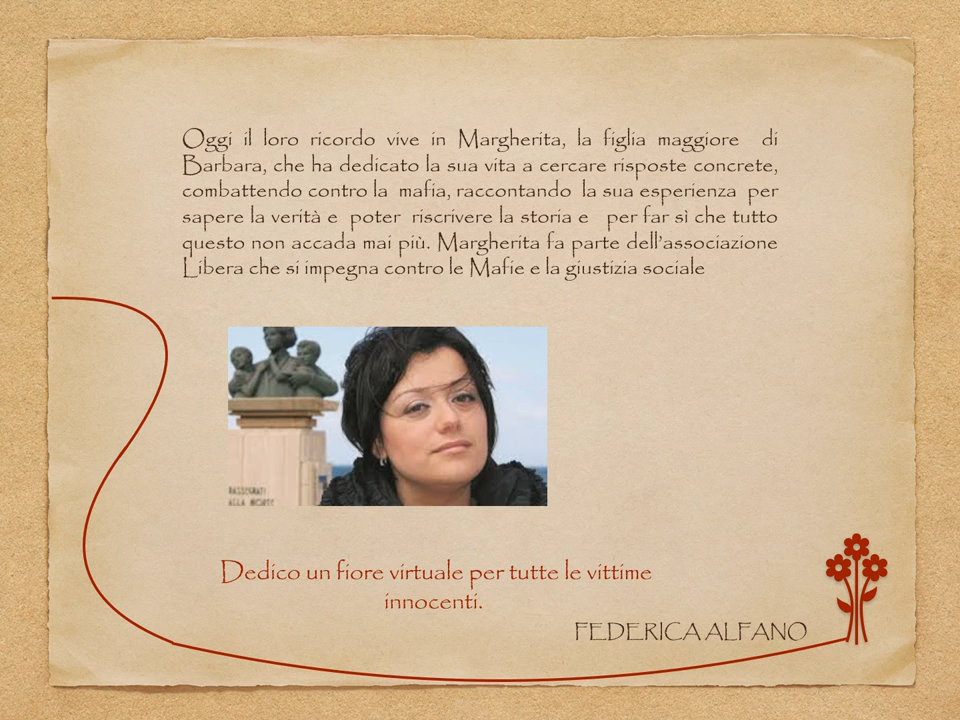 Oggi il loro ricordo vive in Margherita, la figlia maggiore di
Barbara, che ha dedicato la sua vita a cercare risposte concrete,
combattendo contro la mafia, raccontando la sua esperienza per
sapere la verità e poter riscrivere la storia e per far sì che tutto
questo non accada mai più. Margherita fa parte dell'associazione
Libera che si impegna contro le Mafie e la giustizia sociale
RASSEGNATI
ALLA MORTE
Dedico un fiore virtuale per tutte le vittime
innocenti.
FEDERICA ALFANO